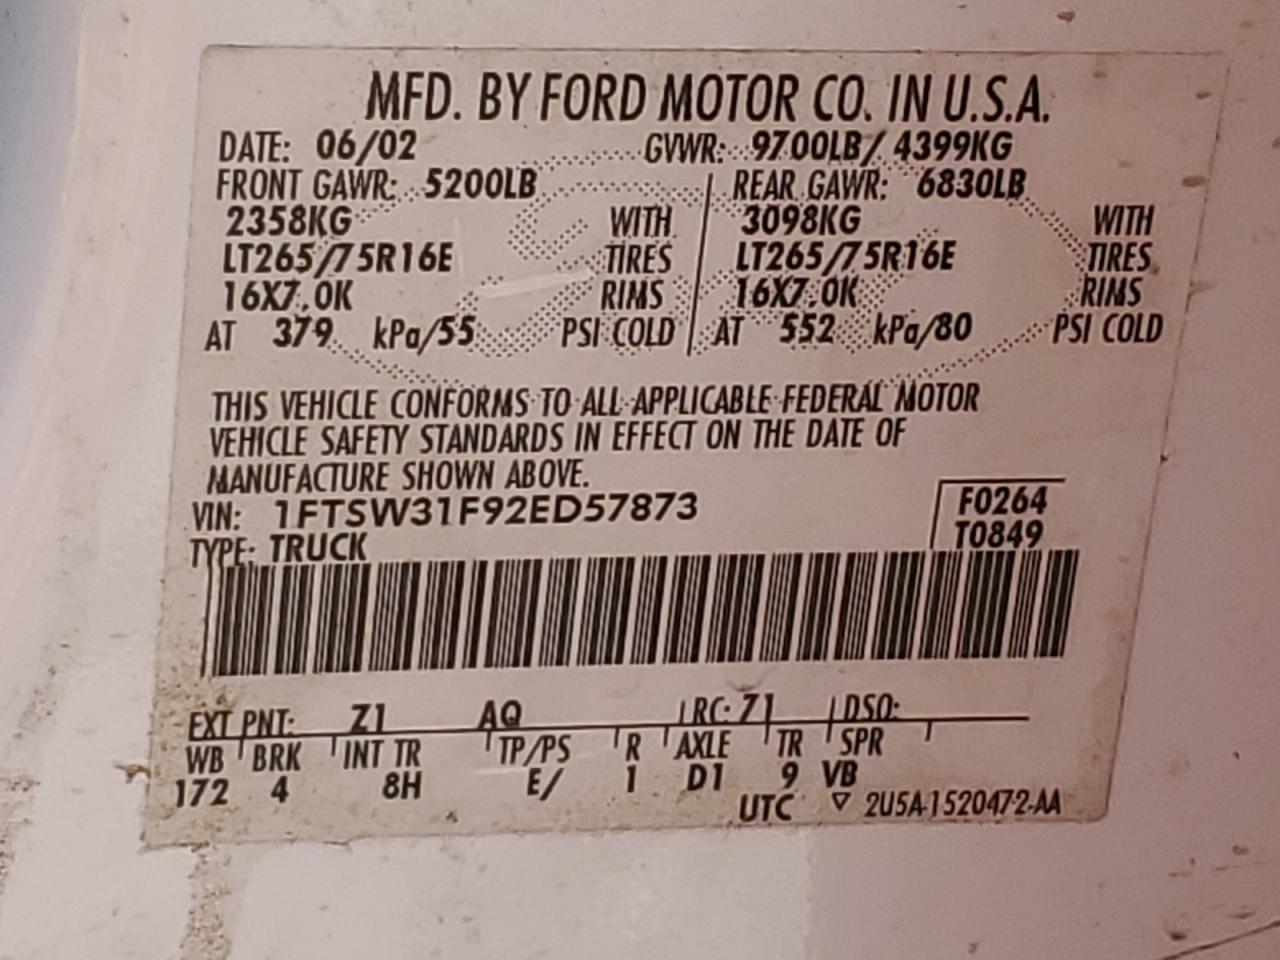 MFD. BY FORD MOTOR CO. IN U.S.A.
DATE: 06/02 GVWR: 9700LB/ 4399KG
FRONT GAWR: 5200LB REAR GAWR: 6830LB
2358KG WITH 3098KG WITH
LT265/75R16E TIRES LT265/75R16E TIRES
16X7.0K RIMS 16X7.0K RIMS
AT 379 kPa/55 PSI COLD AT 552 kPa/80 PSI COLD
THIS VEHICLE CONFORMS TO ALL APPLICABLE FEDERAL MOTOR
VEHICLE SAFETY STANDARDS IN EFFECT ON THE DATE OF
MANUFACTURE SHOWN ABOVE.
VIN: 1FTSW31F92ED57873 F0264
TYPE: TRUCK T0849
EXT PNT: Z1 AQ RC: 71 DSO:
WB BRK INT TR TP/PS R AXLE TR SPR
172 4 8H E/ 1 D1 9 VB
UTC ▽ 2U5A-1520472-AA